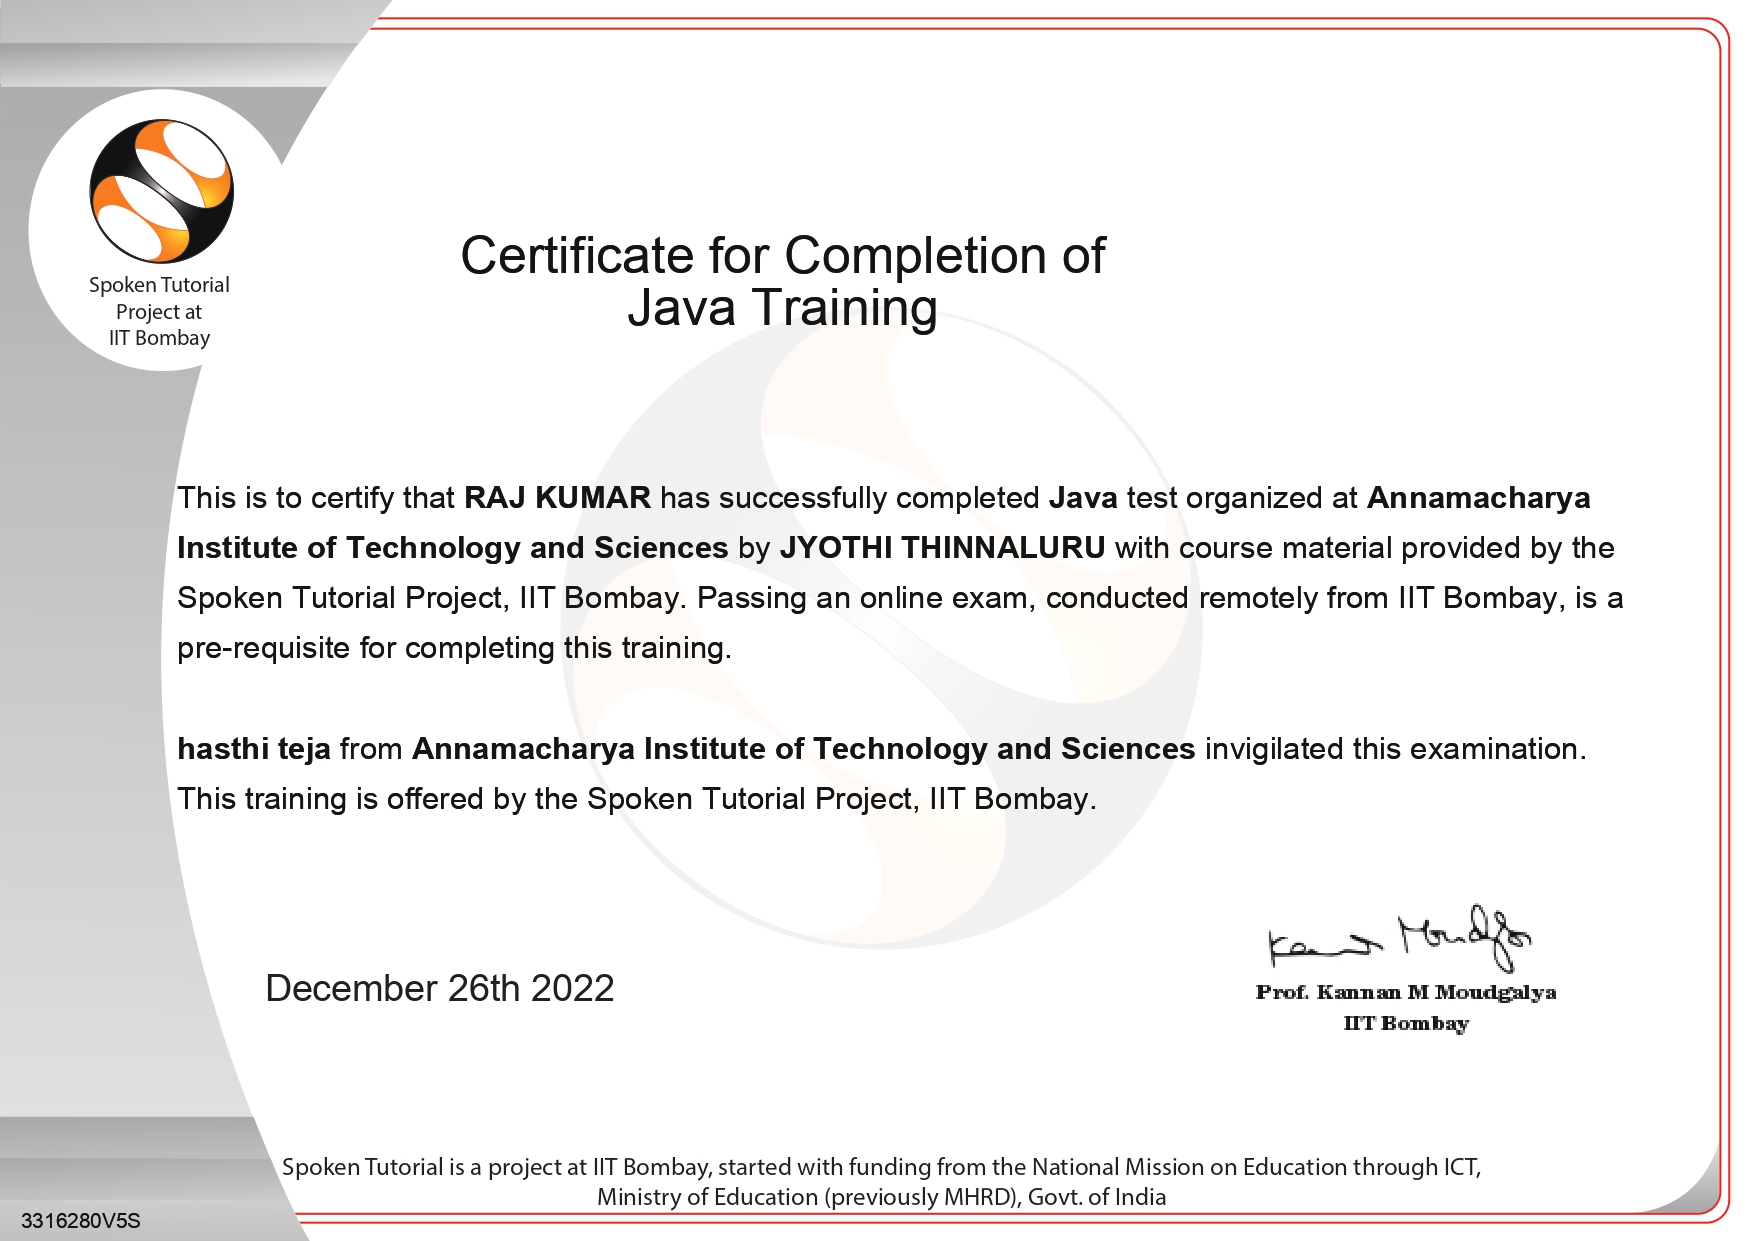 Spoken Tutorial
Project at
IIT Bombay
Certificate for Completion of
Java Training
This is to certify that RAJ KUMAR has successfully completed Java test organized at Annamacharya
Institute of Technology and Sciences by JYOTHI THINNALURU with course material provided by the
Spoken Tutorial Project, IIT Bombay. Passing an online exam, conducted remotely from IIT Bombay, is a
pre-requisite for completing this training.
hasthi teja from Annamacharya Institute of Technology and Sciences invigilated this examination.
This training is offered by the Spoken Tutorial Project, IIT Bombay.
December 26th 2022
Kannan Moudgalya
Prof. Kannan M Moudgalya
IIT Bombay
Spoken Tutorial is a project at IIT Bombay, started with funding from the National Mission on Education through ICT,
Ministry of Education (previously MHRD), Govt. of India
3316280V5S